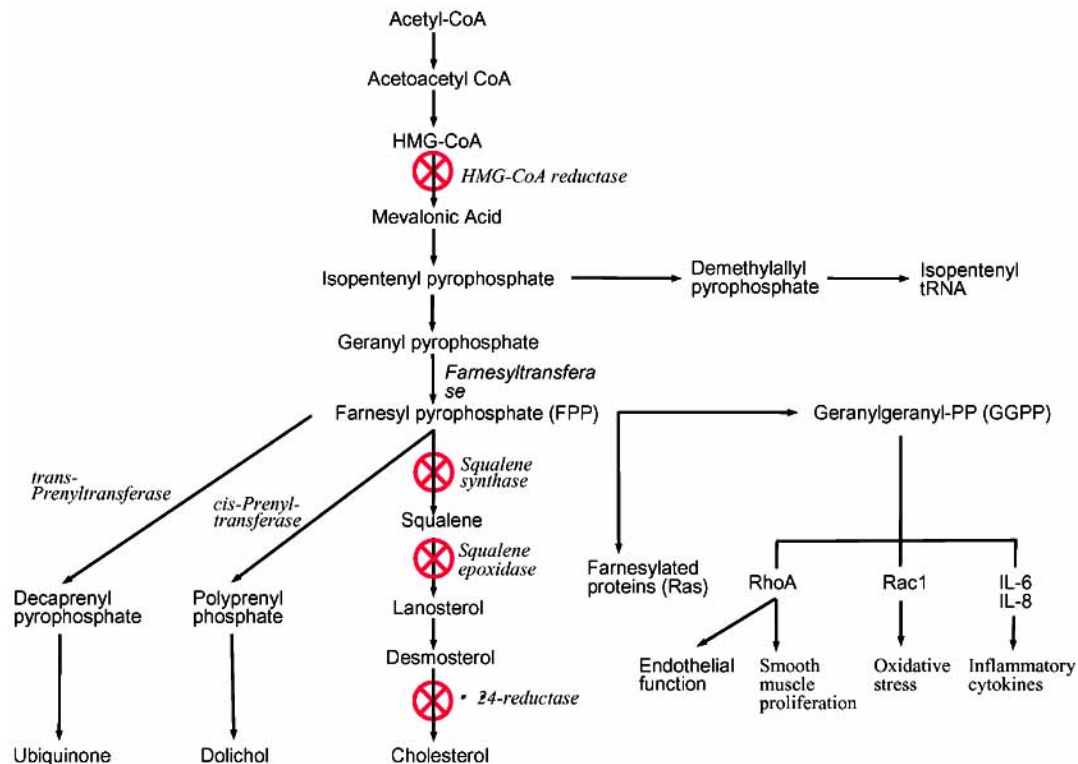 Acetyl-CoA
Acetoacetyl CoA
HMG-CoA
HMG-CoA reductase
Mevalonic Acid
Isopentenyl pyrophosphate
Demethylallyl
pyrophosphate
Isopentenyl
tRNA
Geranyl pyrophosphate
Farnesyltransfera
se
Farnesyl pyrophosphate (FPP)
Geranylgeranyl-PP (GGPP)
trans-
Prenyltransferase
cis-Prenyl-
transferase
Squalene
synthase
Squalene
Squalene
epoxidase
Farnesylated
proteins (Ras)
RhoA
Rac1
IL-6
IL-8
Decaprenyl
pyrophosphate
Polyprenyl
phosphate
Lanosterol
Desmosterol
Endothelial
function
Smooth
muscle
proliferation
Oxidative
stress
Inflammatory
cytokines
• 24-reductase
Ubiquinone
Dolichol
Cholesterol